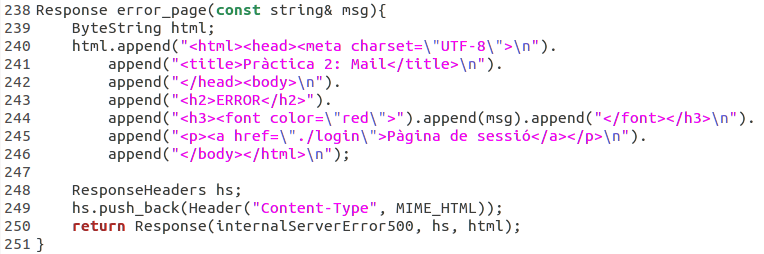 238 Response error_page(const string& msg){
239     ByteString html;
240     html.append("<html><head><meta charset=\"UTF-8\">\n").
241         append("<title>Pràctica 2: Mail</title>\n").
242         append("</head><body>\n").
243         append("<h2>ERROR</h2>").
244         append("<h3><font color=\"red\">").append(msg).append("</font></h3>\n").
245         append("<p><a href=\"./login\">Pàgina de sessió</a></p>\n").
246         append("</body></html>\n");
247
248     ResponseHeaders hs;
249     hs.push_back(Header("Content-Type", MIME_HTML));
250     return Response(internalServerError500, hs, html);
251 }